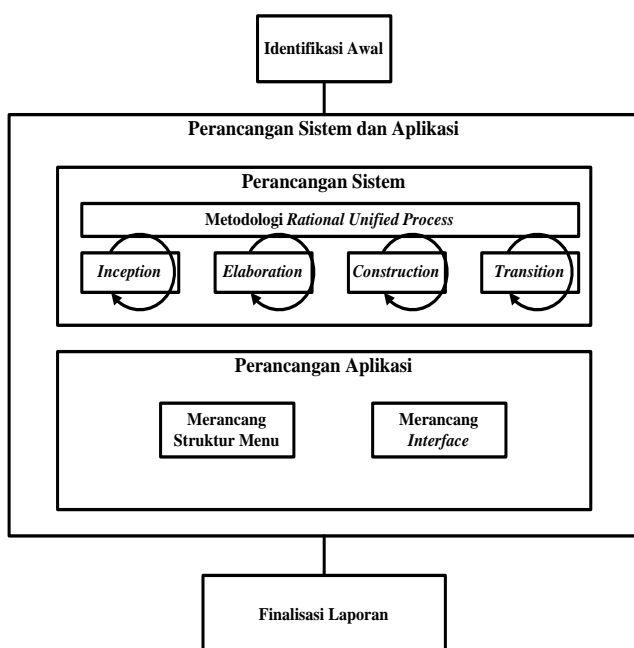 Identifikasi Awal
Perancangan Sistem dan Aplikasi
Perancangan Sistem
Metodologi Rational Unified Process
Inception
Elaboration
Construction
Transition
Perancangan Aplikasi
Merancang
Struktur Menu
Merancang
Interface
Finalisasi Laporan